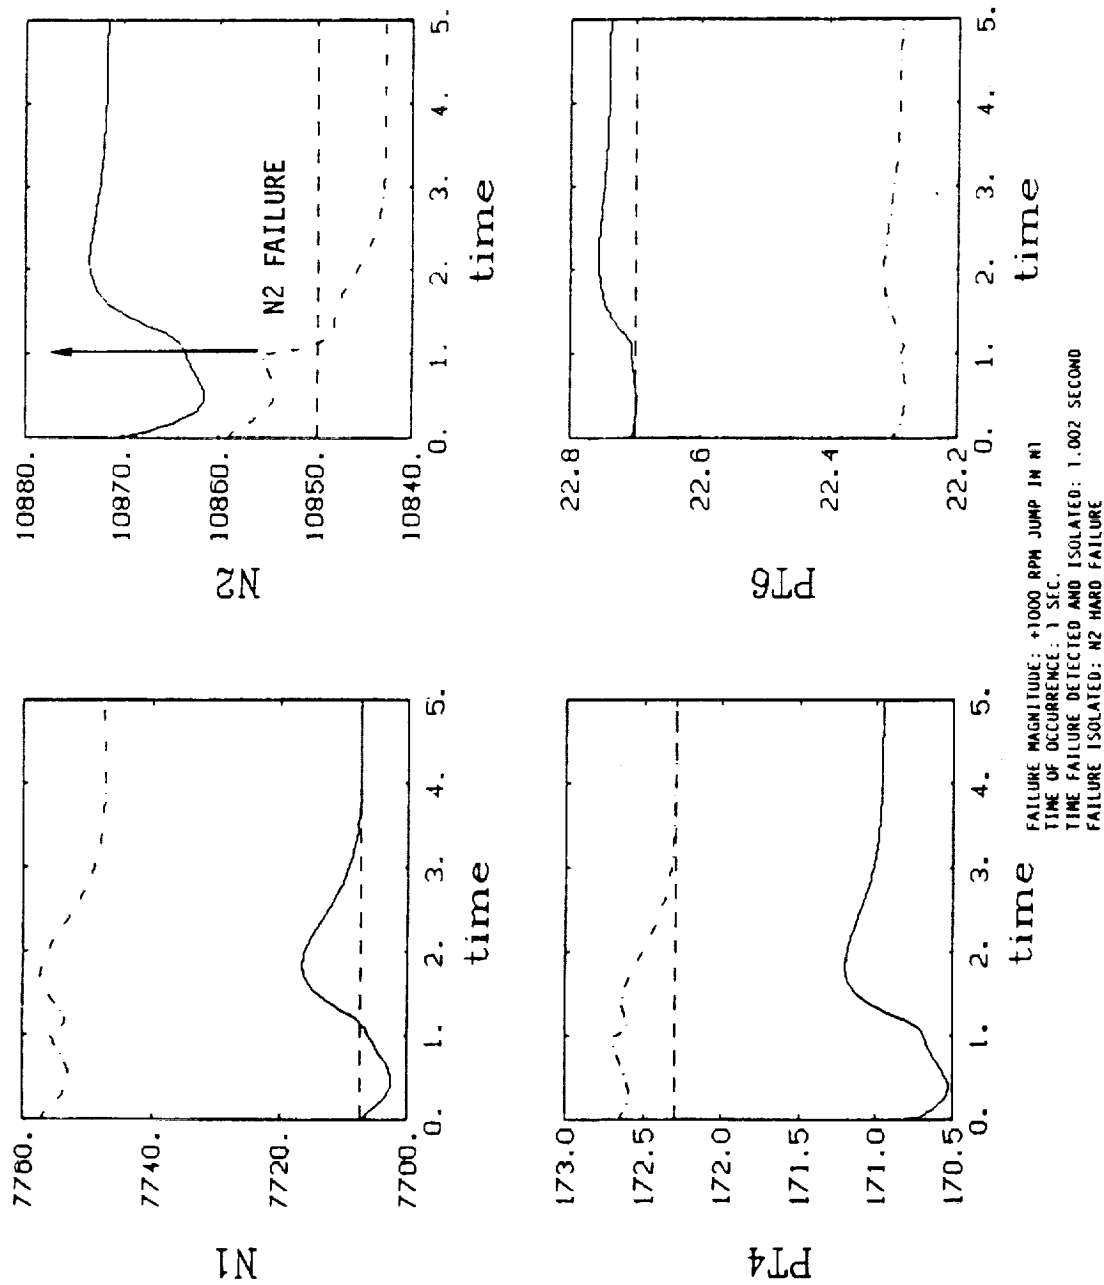 N1
7760.
7740.
7720.
7700.
0. 1. 2. 3. 4. 5.
time
N2
10880.
10870.
10860.
10850.
10840.
N2 FAILURE
0. 1. 2. 3. 4. 5.
time
PT4
173.0
172.5
172.0
171.5
171.0
170.5
0. 1. 2. 3. 4. 5.
time
PT6
22.8
22.6
22.4
22.2
0. 1. 2. 3. 4. 5.
time
FAILURE MAGNITUDE: +1000 RPM JUMP IN N1
TIME OF OCCURRENCE: 1 SEC.
TIME FAILURE DETECTED AND ISOLATED: 1.002 SECOND
FAILURE ISOLATED: N2 HARD FAILURE